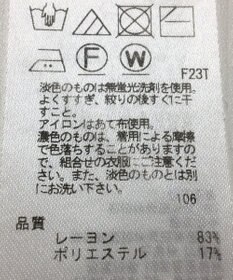 F
W
F23T
淡色のものは無蛍光洗剤を使用。
よくすすぎ、絞りの後すぐに干
すこと。
アイロンはあて布使用。
濃色のものは、着用による摩擦
で色落ちすることがありますの
で、組合せの衣服にご注意くだ
さい。また、淡色のものとは別
にお洗い下さい。
106
品質
レーヨン 83%
ポリエステル 17%